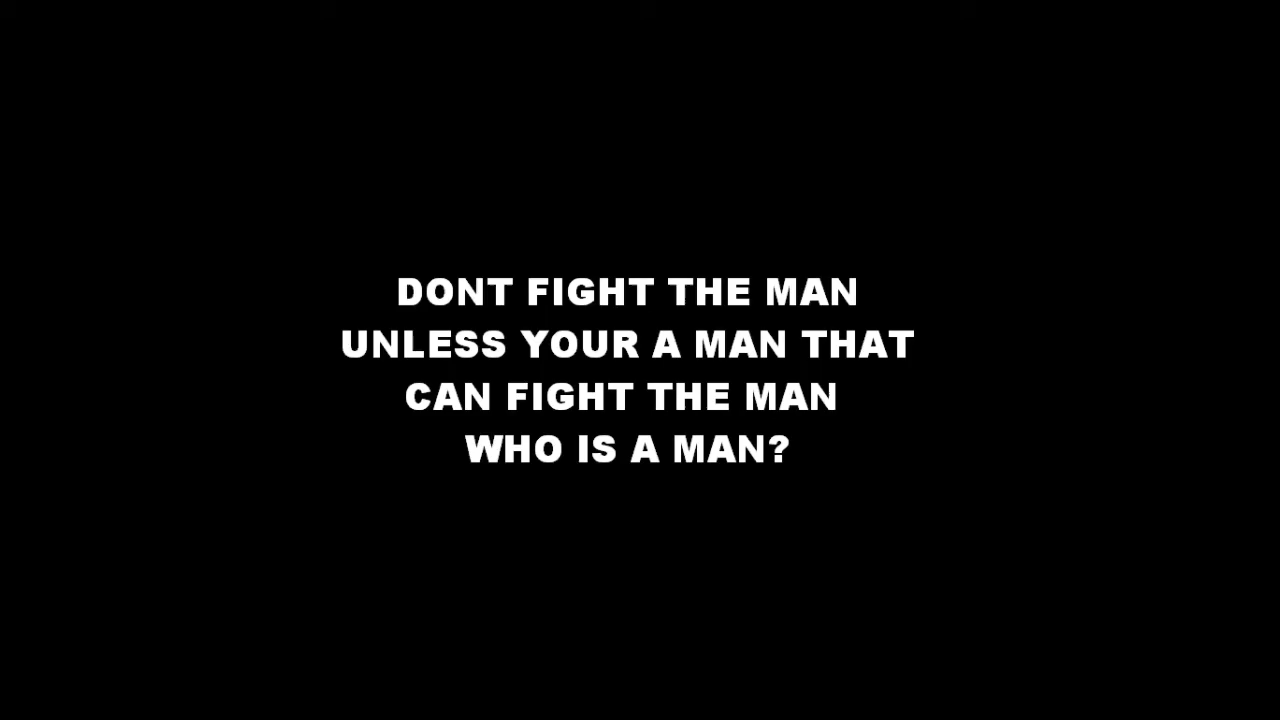 DONT FIGHT THE MAN
UNLESS YOUR A MAN THAT
CAN FIGHT THE MAN
WHO IS A MAN?